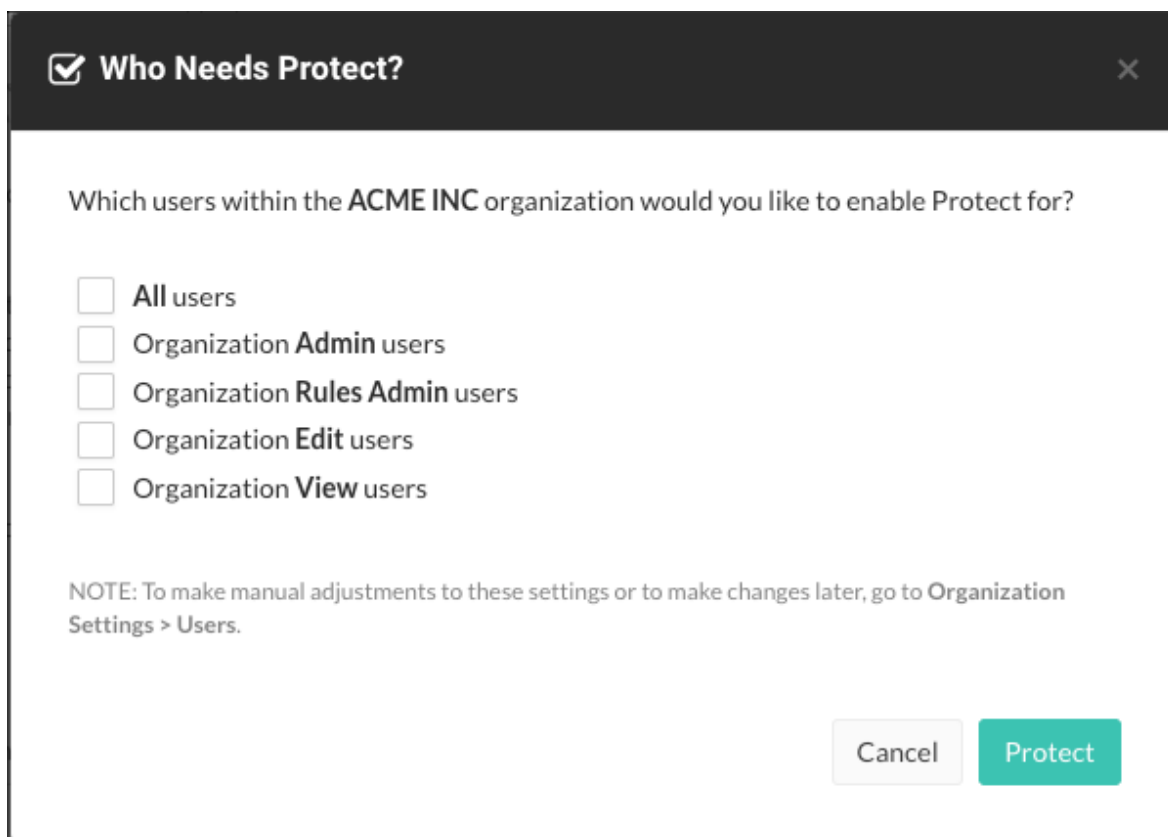 Who Needs Protect?
Which users within the ACME INC organization would you like to enable Protect for?
All users
Organization Admin users
Organization Rules Admin users
Organization Edit users
Organization View users
NOTE: To make manual adjustments to these settings or to make changes later, go to Organization
Settings > Users.
Cancel
Protect